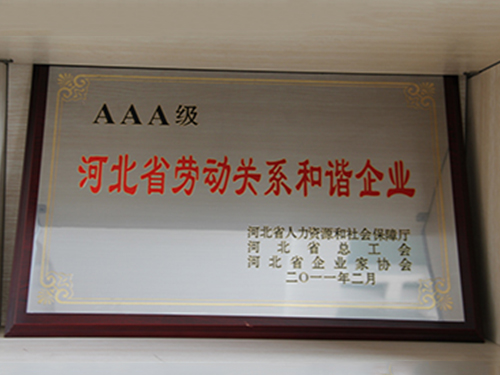 AAA级
河北省劳动关系和谐企业
河北省人力资源和社会保障厅
河北省总工会
河北省企业家协会
二〇一一年二月